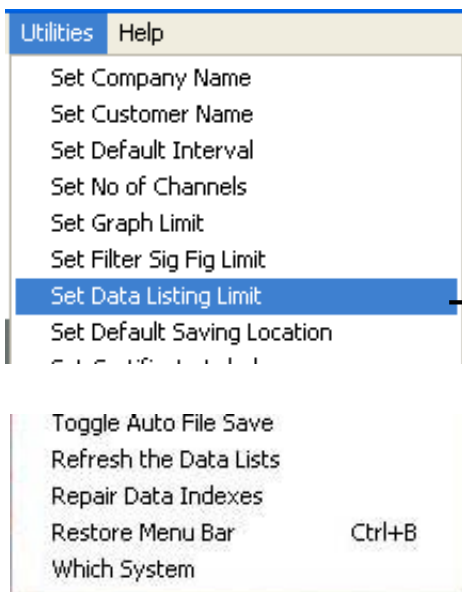 Utilities Help
Set Company Name
Set Customer Name
Set Default Interval
Set No of Channels
Set Graph Limit
Set Filter Sig Fig Limit
Set Data Listing Limit
Set Default Saving Location
Set
Toggle Auto File Save
Refresh the Data Lists
Repair Data Indexes
Restore Menu Bar Ctrl+B
Which System